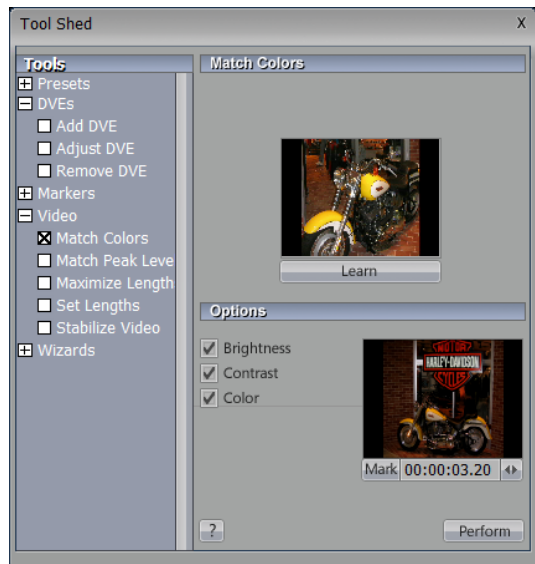 Tool Shed X
Tools
Presets
DVEs
Add DVE
Adjust DVE
Remove DVE
Markers
Video
Match Colors
Match Peak Leve
Maximize Length
Set Lengths
Stabilize Video
Wizards
Match Colors
Learn
Options
Brightness
Contrast
Color
MOTOR
HARLEY-DAVIDSON
CYCLES
Mark 00:00:03.20
? Perform